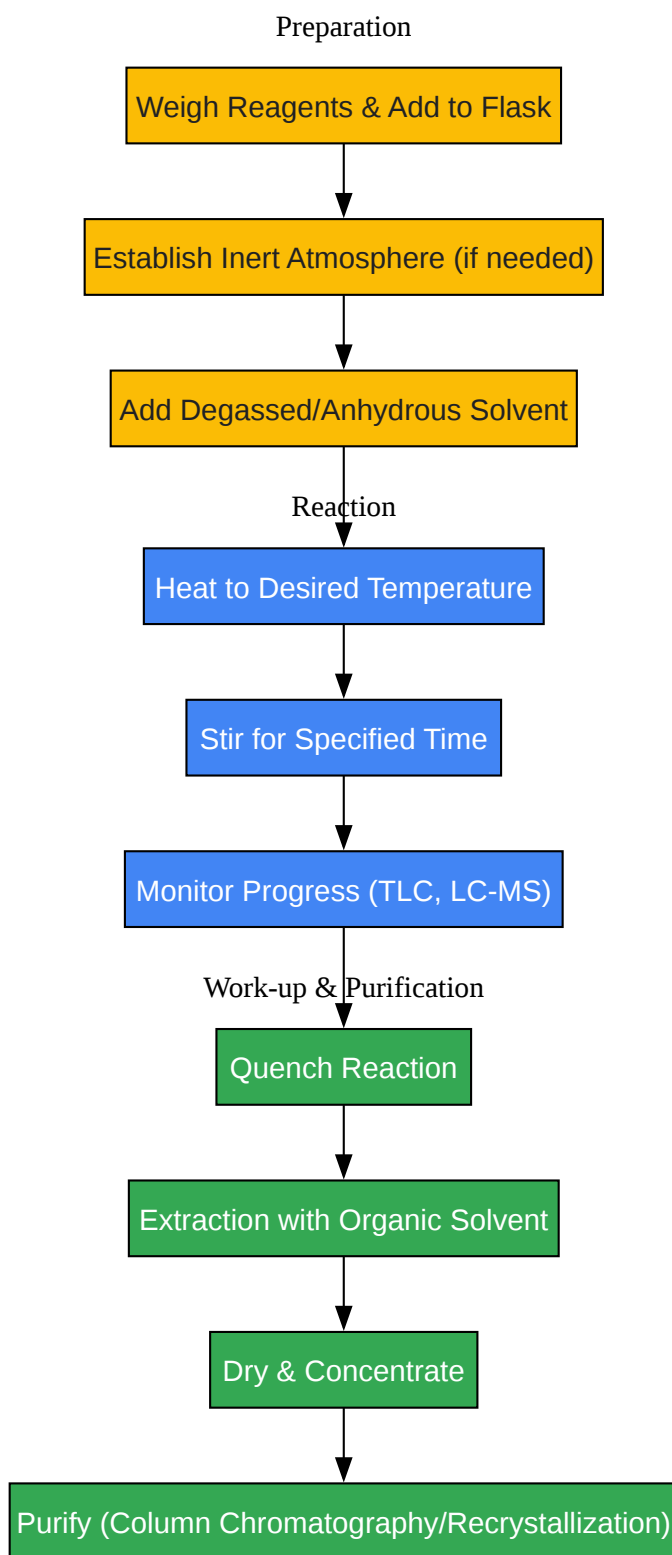 Preparation
Weigh Reagents & Add to Flask
Establish Inert Atmosphere (if needed)
Add Degassed/Anhydrous Solvent
Reaction
Heat to Desired Temperature
Stir for Specified Time
Monitor Progress (TLC, LC-MS)
Work-up & Purification
Quench Reaction
Extraction with Organic Solvent
Dry & Concentrate
Purify (Column Chromatography/Recrystallization)